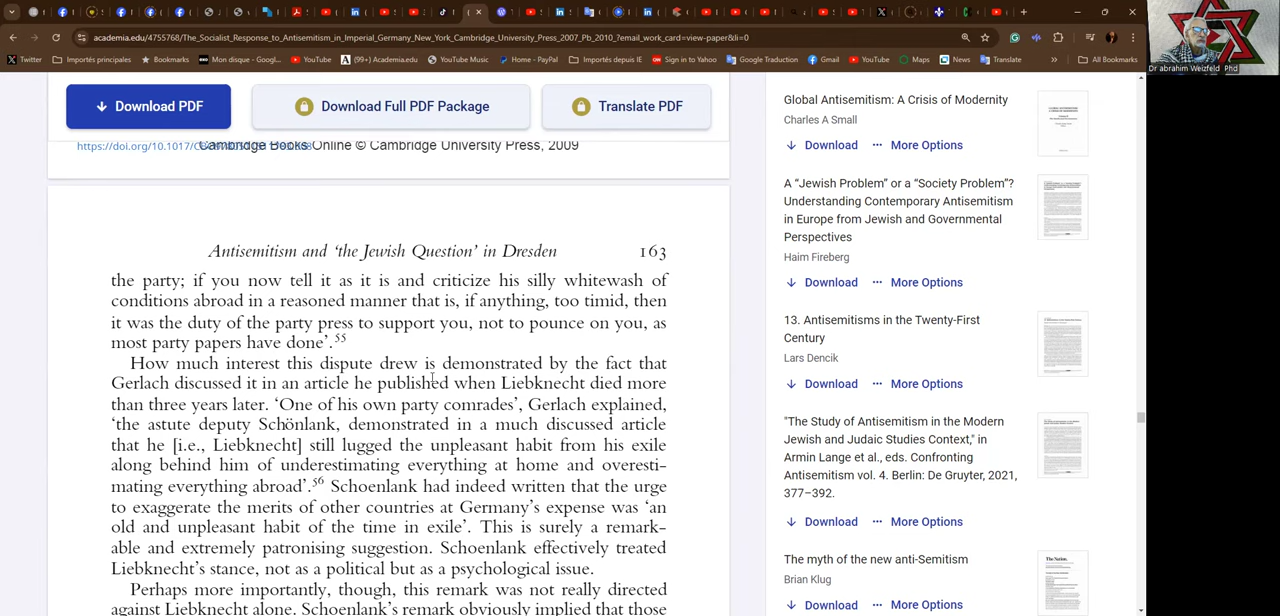 academia.edu/4755768/The_Socialist_Response_to_Antisemitism_in_Imperial_Germany_New_York_Cambridge_University_Press_2007_Pb_2010_?email_work_card=view-paper&li=0
Twitter
Importés principales
Bookmarks
Mon disque - Googl...
YouTube
(99+) Academia.edu
YouTube Music
Home - PayPal
Importés depuis IE
Sign in to Yahoo
Google Traduction
Gmail
YouTube
Maps
News
Translate
»
All Bookmarks
Dr abrahim Weizfeld Phd
Download PDF
Download Full PDF Package
Translate PDF
https://doi.org/10.1017/
Cambridge Books Online © Cambridge University Press, 2009
Antisemitism and 'the Jewish Question' in Dresden 163
the party; if you now tell it as it is and criticize his silly whitewash of
conditions abroad in a reasoned manner that is, if anything, too timid, then
it was the duty of the party press to support you, not to pounce on you, as
most party papers have done'.
How much interest this dispute drew is demonstrated by the fact that
Gerlach discussed it in an article he published when Liebknecht died more
than three years later. 'One of his own party comrades', Gerlach explained,
'the astute deputy Schönlank, demonstrated in a much discussed article
that he [i.e., Liebknecht] still dragged the unpleasant habit from his exile
along behind him of underestimating everything at home and overesti-
mating everything abroad'.56 Schoenlank had indeed written that the urge
to exaggerate the merits of other countries at Germany's expense was 'an
old and unpleasant habit of the time in exile'. This is surely a remark-
able and extremely patronising suggestion. Schoenlank effectively treated
Liebknecht's stance, not as a political but as a psychological issue.
against Liebknecht alone. Schoenlank's remark obviously implied that those
Global Antisemitism: A Crisis of Modernity
Charles A Small
Download
More Options
A “Jewish Problem” or a “Society Problem”?
Understanding Contemporary Antisemitism
in Europe from Jewish and Governmental
Perspectives
Haim Fireberg
Download
More Options
13. Antisemitisms in the Twenty-First
Century
Lars Dencik
Download
More Options
"The Study of Antisemitism in the Modern
Jewish and Judaic Studies Context," in
Armin Lange et al., eds. Confronting
Antisemitism vol. 4. Berlin: De Gruyter, 2021,
377–392.
Download
More Options
The myth of the new anti-Semitism
Brian Klug
Download
More Options
The Nation.